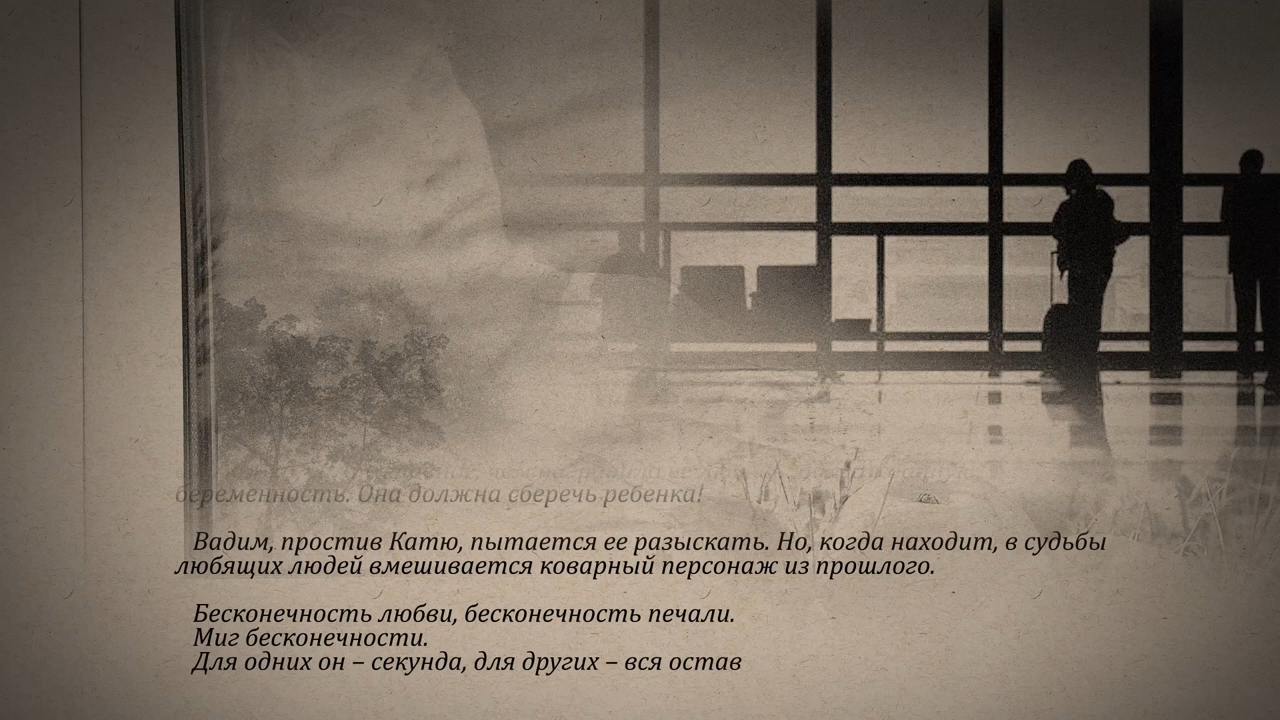 беременность. Она должна сберечь ребенка!
Вадим, простив Катю, пытается ее разыскать. Но, когда находит, в судьбы
любящих людей вмешивается коварный персонаж из прошлого.
Бесконечность любви, бесконечность печали.
Миг бесконечности.
Для одних он – секунда, для других – вся остав